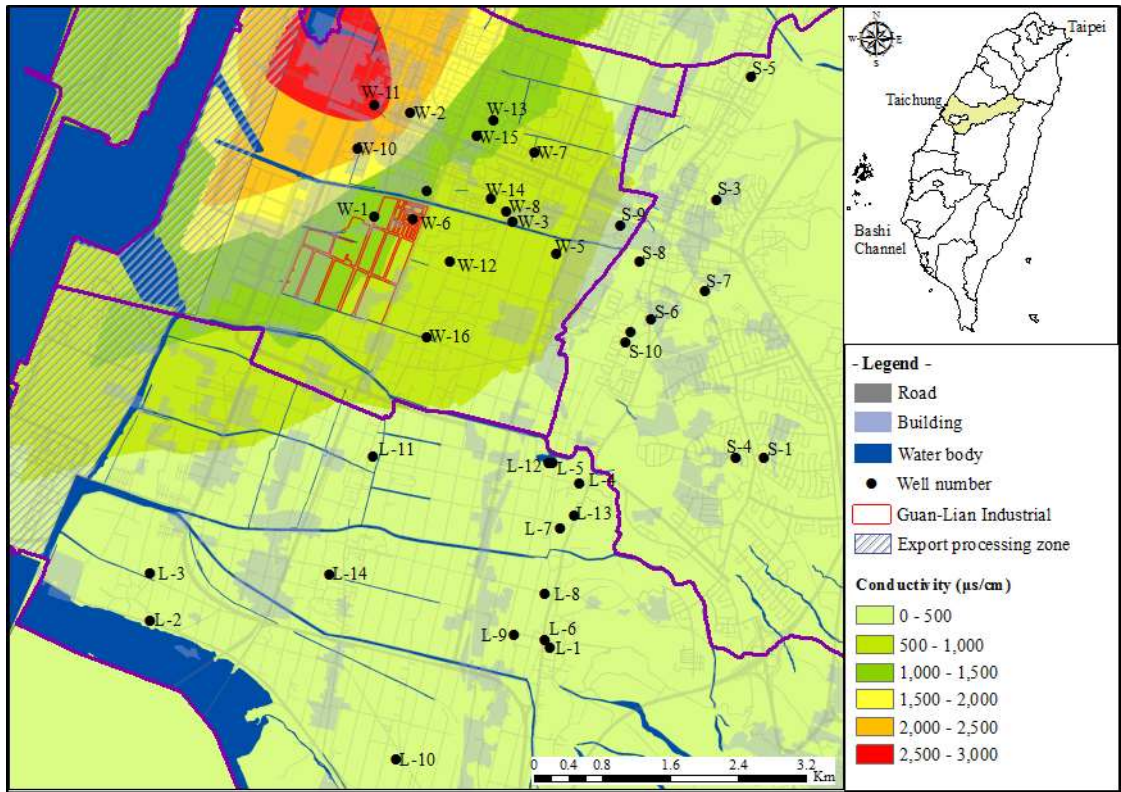 W-11
W-2
W-13
W-15
W-10
W-7
W-14
W-1
W-8
W-6
W-3
W-5
W-12
W-16
S-5
S-3
S-9
S-8
S-7
S-6
S-10
S-4
S-1
L-11
L-12
L-5
L-4
L-13
L-7
L-3
L-14
L-8
L-2
L-9
L-6
L-1
L-10
0 0.4 0.8 1.6 2.4 3.2
Km
N
W E
S
Taipei
Taichung
Bashi
Channel
- Legend -
Road
Building
Water body
Well number
Guan-Lian Industrial
Export processing zone
Conductivity (µs/cm)
0 - 500
500 - 1,000
1,000 - 1,500
1,500 - 2,000
2,000 - 2,500
2,500 - 3,000